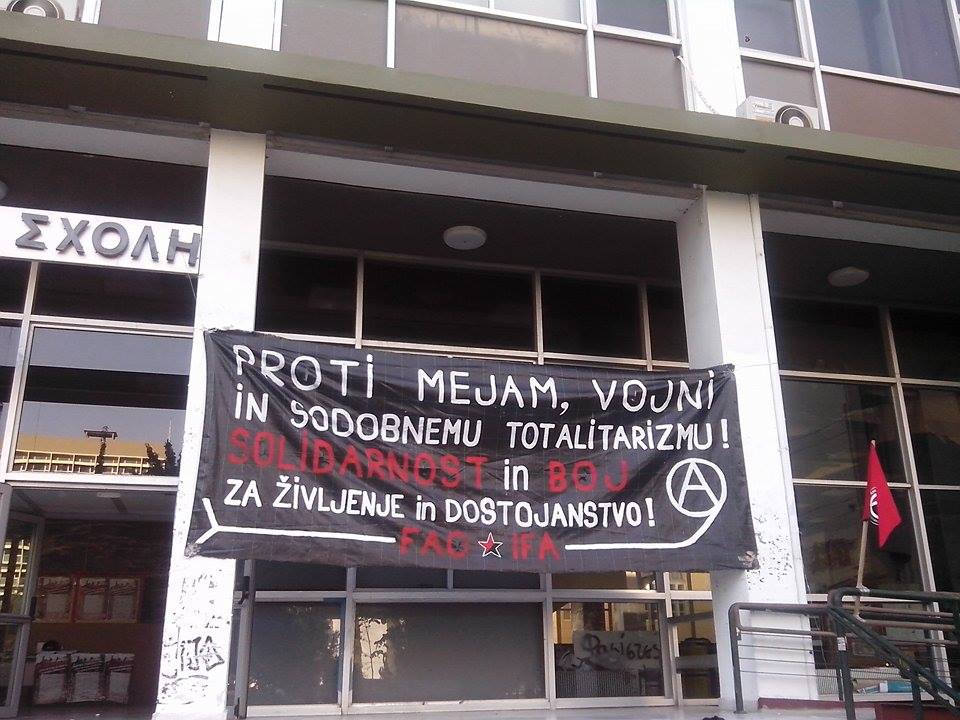 ΣΧΟΛΗ
PROTI MEJAM, VOJNI
IN SODOBNEMU TOTALITARIZMU!
SOLIDARNOST in BOJ
ZA ŽIVLJENJE in DOSTOJANSTVO!
A
FAO ★ IFA